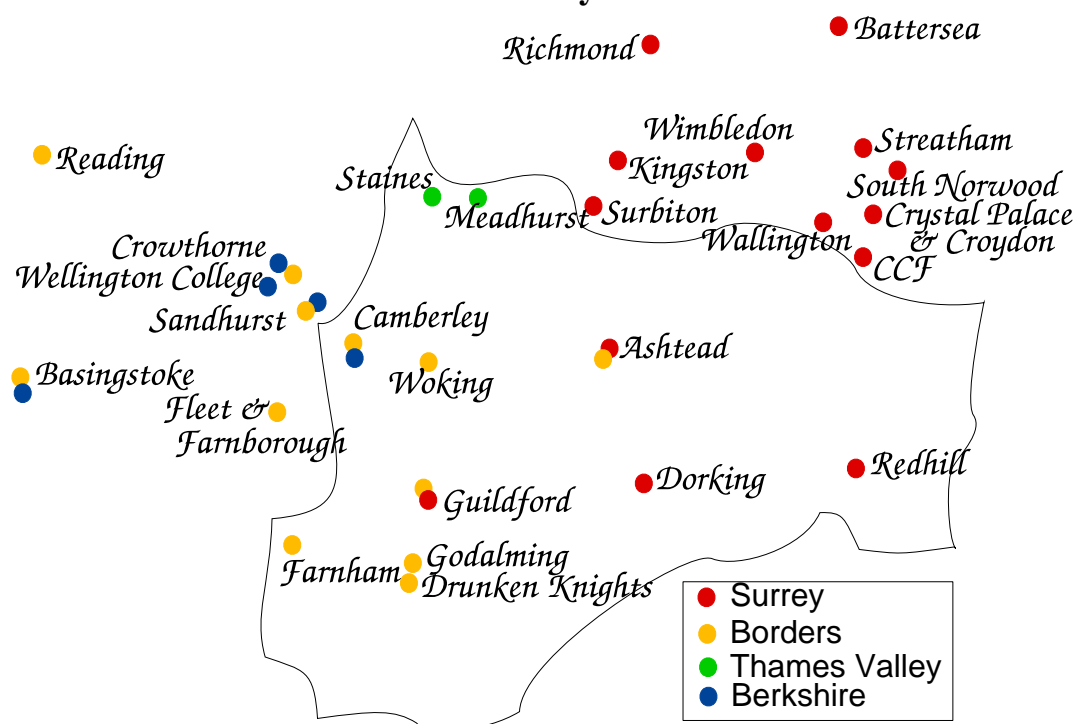 Battersea
Richmond
Wimbledon
Streatham
Reading
Kingston
Staines
South Norwood
Meadhurst
Surbiton
Crystal Palace
& Croydon
Wallington
CCF
Crowthorne
Wellington College
Sandhurst
Camberley
Ashtead
Basingstoke
Woking
Fleet &
Farnborough
Redhill
Dorking
Guildford
Godalming
Farnham
Drunken Knights
Surrey
Borders
Thames Valley
Berkshire